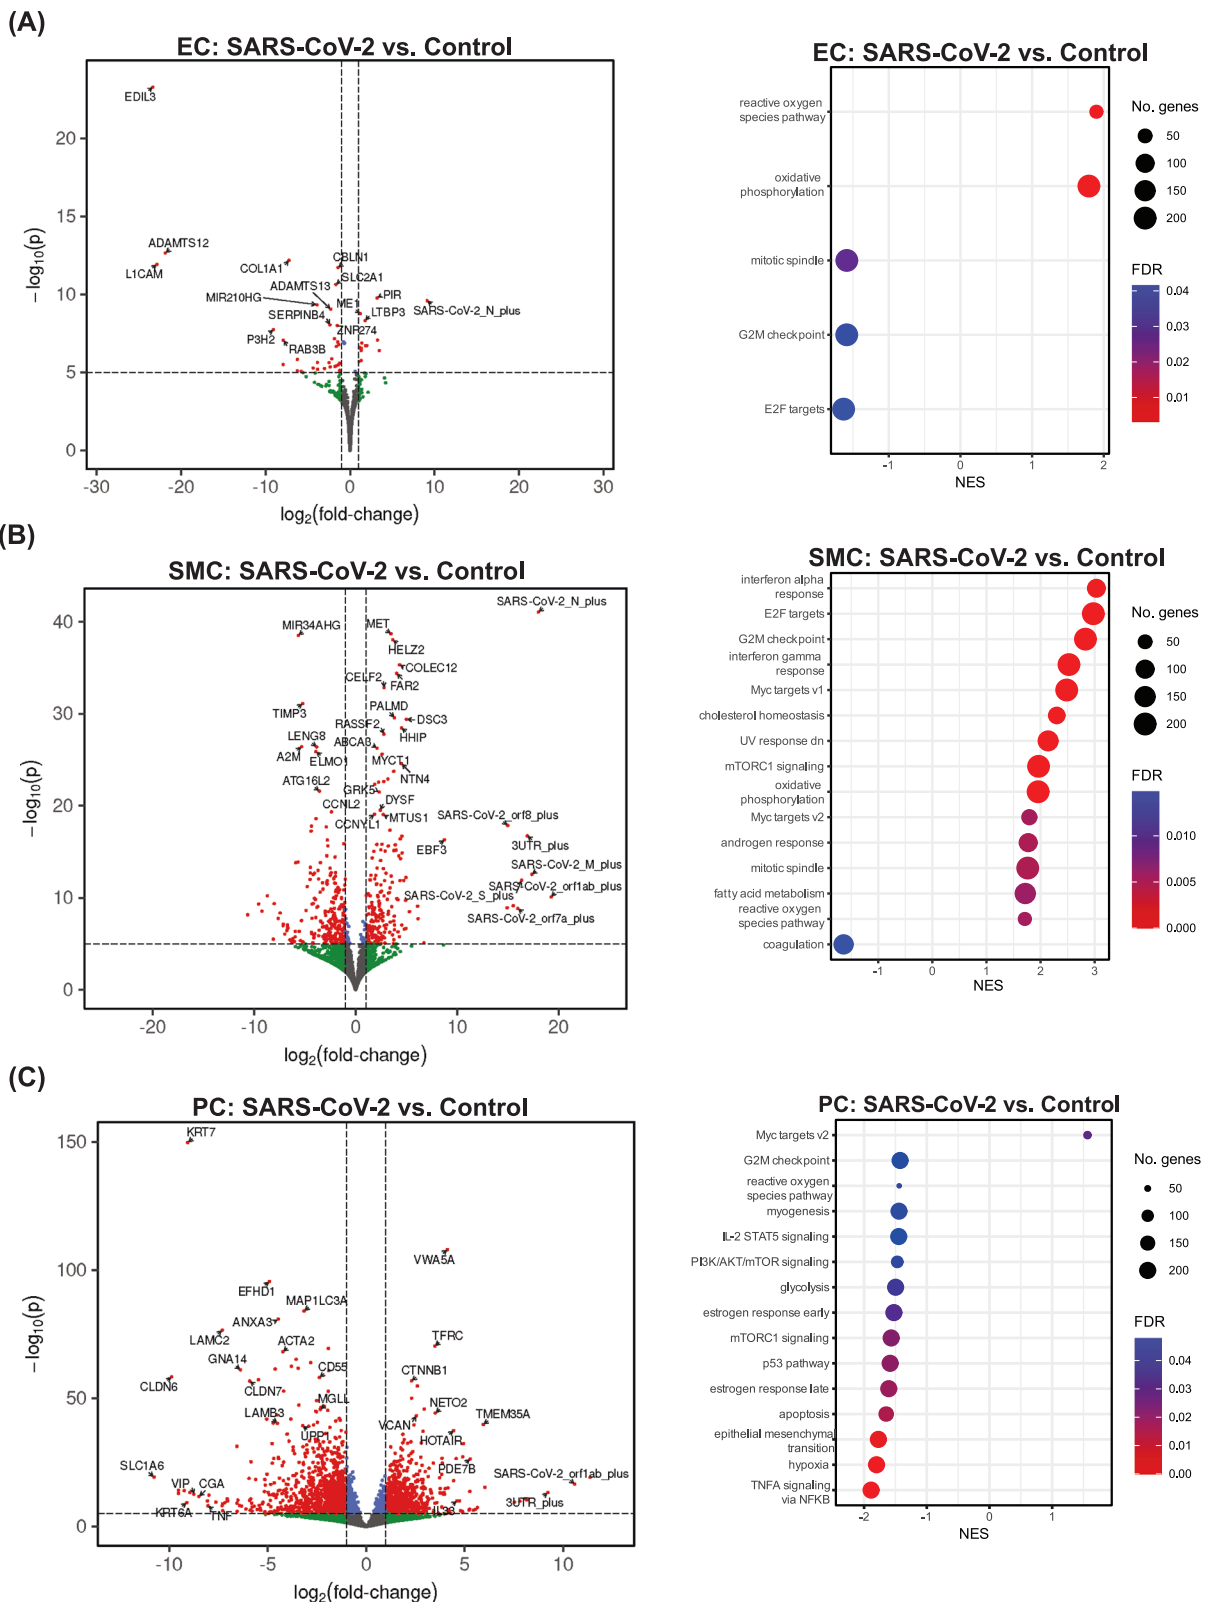 (A)
EC: SARS-CoV-2 vs. Control
EDIL3
ADAMTS12
L1CAM
COL1A1
CBLN1
SLC2A1
ADAMTS13
MIR210HG
ME1
PIR
SERPINB4
LTBP3
SARS-CoV-2_N_plus
ZNF274
P3H2
RAB3B
20
15
10
5
0
−log10(p)
-30
-20
-10
0
10
20
30
log2(fold-change)
EC: SARS-CoV-2 vs. Control
reactive oxygen
species pathway
oxidative
phosphorylation
mitotic spindle
G2M checkpoint
E2F targets
-1
0
1
2
NES
No. genes
50
100
150
200
FDR
0.04
0.03
0.02
0.01
(B)
SMC: SARS-CoV-2 vs. Control
SARS-CoV-2_N_plus
MIR34AHG
MET
HELZ2
COLEC12
CELF2
FAR2
TIMP3
PALMD
DSC3
RASSF2
HHIP
LENG8
ABCA3
A2M
ELMO1
MYCT1
NTN4
ATG16L2
GRK5
CCNL2
DYSF
CCNYL1
MTUS1
SARS-CoV-2_orf8_plus
EBF3
3UTR_plus
SARS-CoV-2_M_plus
SARS-CoV-2_orf1ab_plus
SARS-CoV-2_S_plus
SARS-CoV-2_orf7a_plus
40
30
20
10
0
−log10(p)
-20
-10
0
10
20
log2(fold-change)
SMC: SARS-CoV-2 vs. Control
interferon alpha
response
E2F targets
G2M checkpoint
interferon gamma
response
Myc targets v1
cholesterol homeostasis
UV response dn
mTORC1 signaling
oxidative
phosphorylation
Myc targets v2
androgen response
mitotic spindle
fatty acid metabolism
reactive oxygen
species pathway
coagulation
-1
0
1
2
3
NES
No. genes
50
100
150
200
FDR
0.010
0.005
0.000
(C)
PC: SARS-CoV-2 vs. Control
KRT7
VWA5A
EFHD1
MAP1LC3A
ANXA3
LAMC2
ACTA2
TFRC
GNA14
CD55
CTNNB1
CLDN6
CLDN7
MGLL
NETO2
LAMB3
VCAN
TMEM35A
UPP1
HOTAIR
SLC1A6
PDE7B
VIP
CGA
SARS-CoV-2_orf1ab_plus
KRT6A
TNF
IL33
3UTR_plus
150
100
50
0
−log10(p)
-10
-5
0
5
10
log2(fold-change)
PC: SARS-CoV-2 vs. Control
Myc targets v2
G2M checkpoint
reactive oxygen
species pathway
myogenesis
IL-2 STAT5 signaling
PI3K/AKT/mTOR signaling
glycolysis
estrogen response early
mTORC1 signaling
p53 pathway
estrogen response late
apoptosis
epithelial mesenchymal
transition
hypoxia
TNFA signaling
via NFKB
-2
-1
0
1
NES
No. genes
50
100
150
200
FDR
0.04
0.03
0.02
0.01
0.00